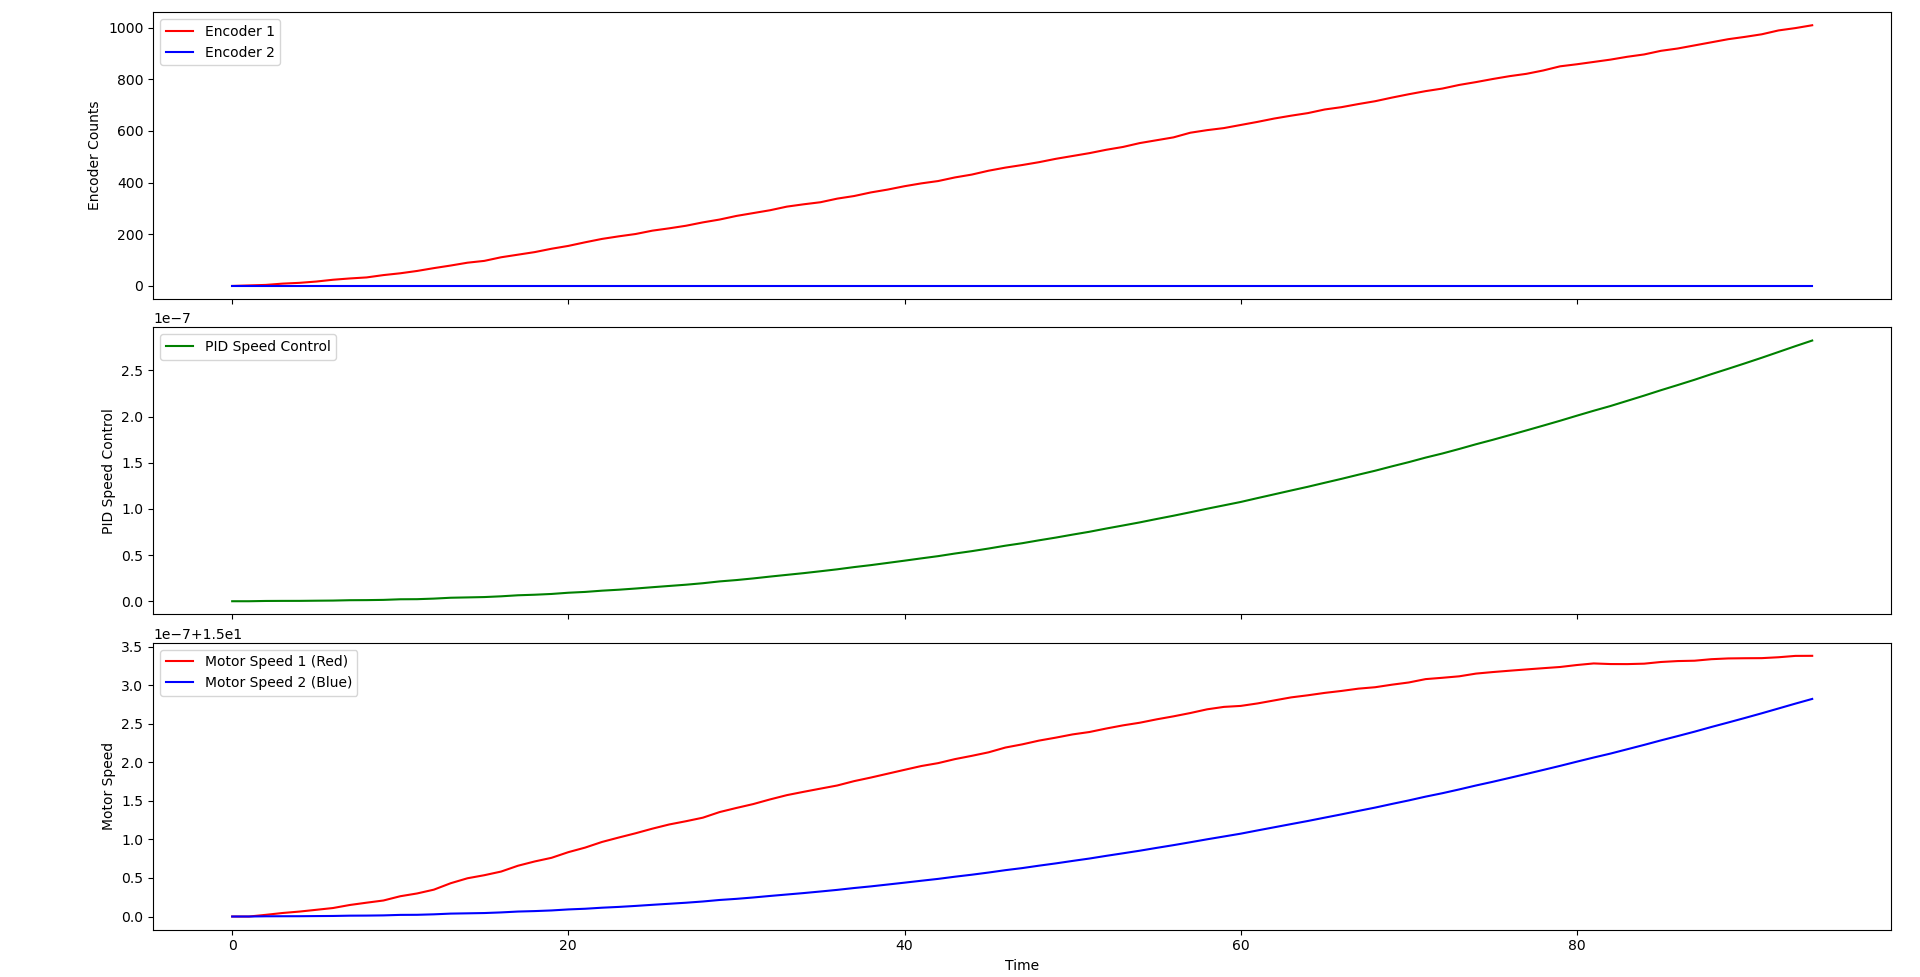 1000
800
600
400
200
0
Encoder Counts
Encoder 1
Encoder 2
1e−7
2.5
2.0
1.5
1.0
0.5
0.0
PID Speed Control
PID Speed Control
1e−7+1.5e1
3.5
3.0
2.5
2.0
1.5
1.0
0.5
0.0
Motor Speed
Motor Speed 1 (Red)
Motor Speed 2 (Blue)
0 20 40 60 80
Time